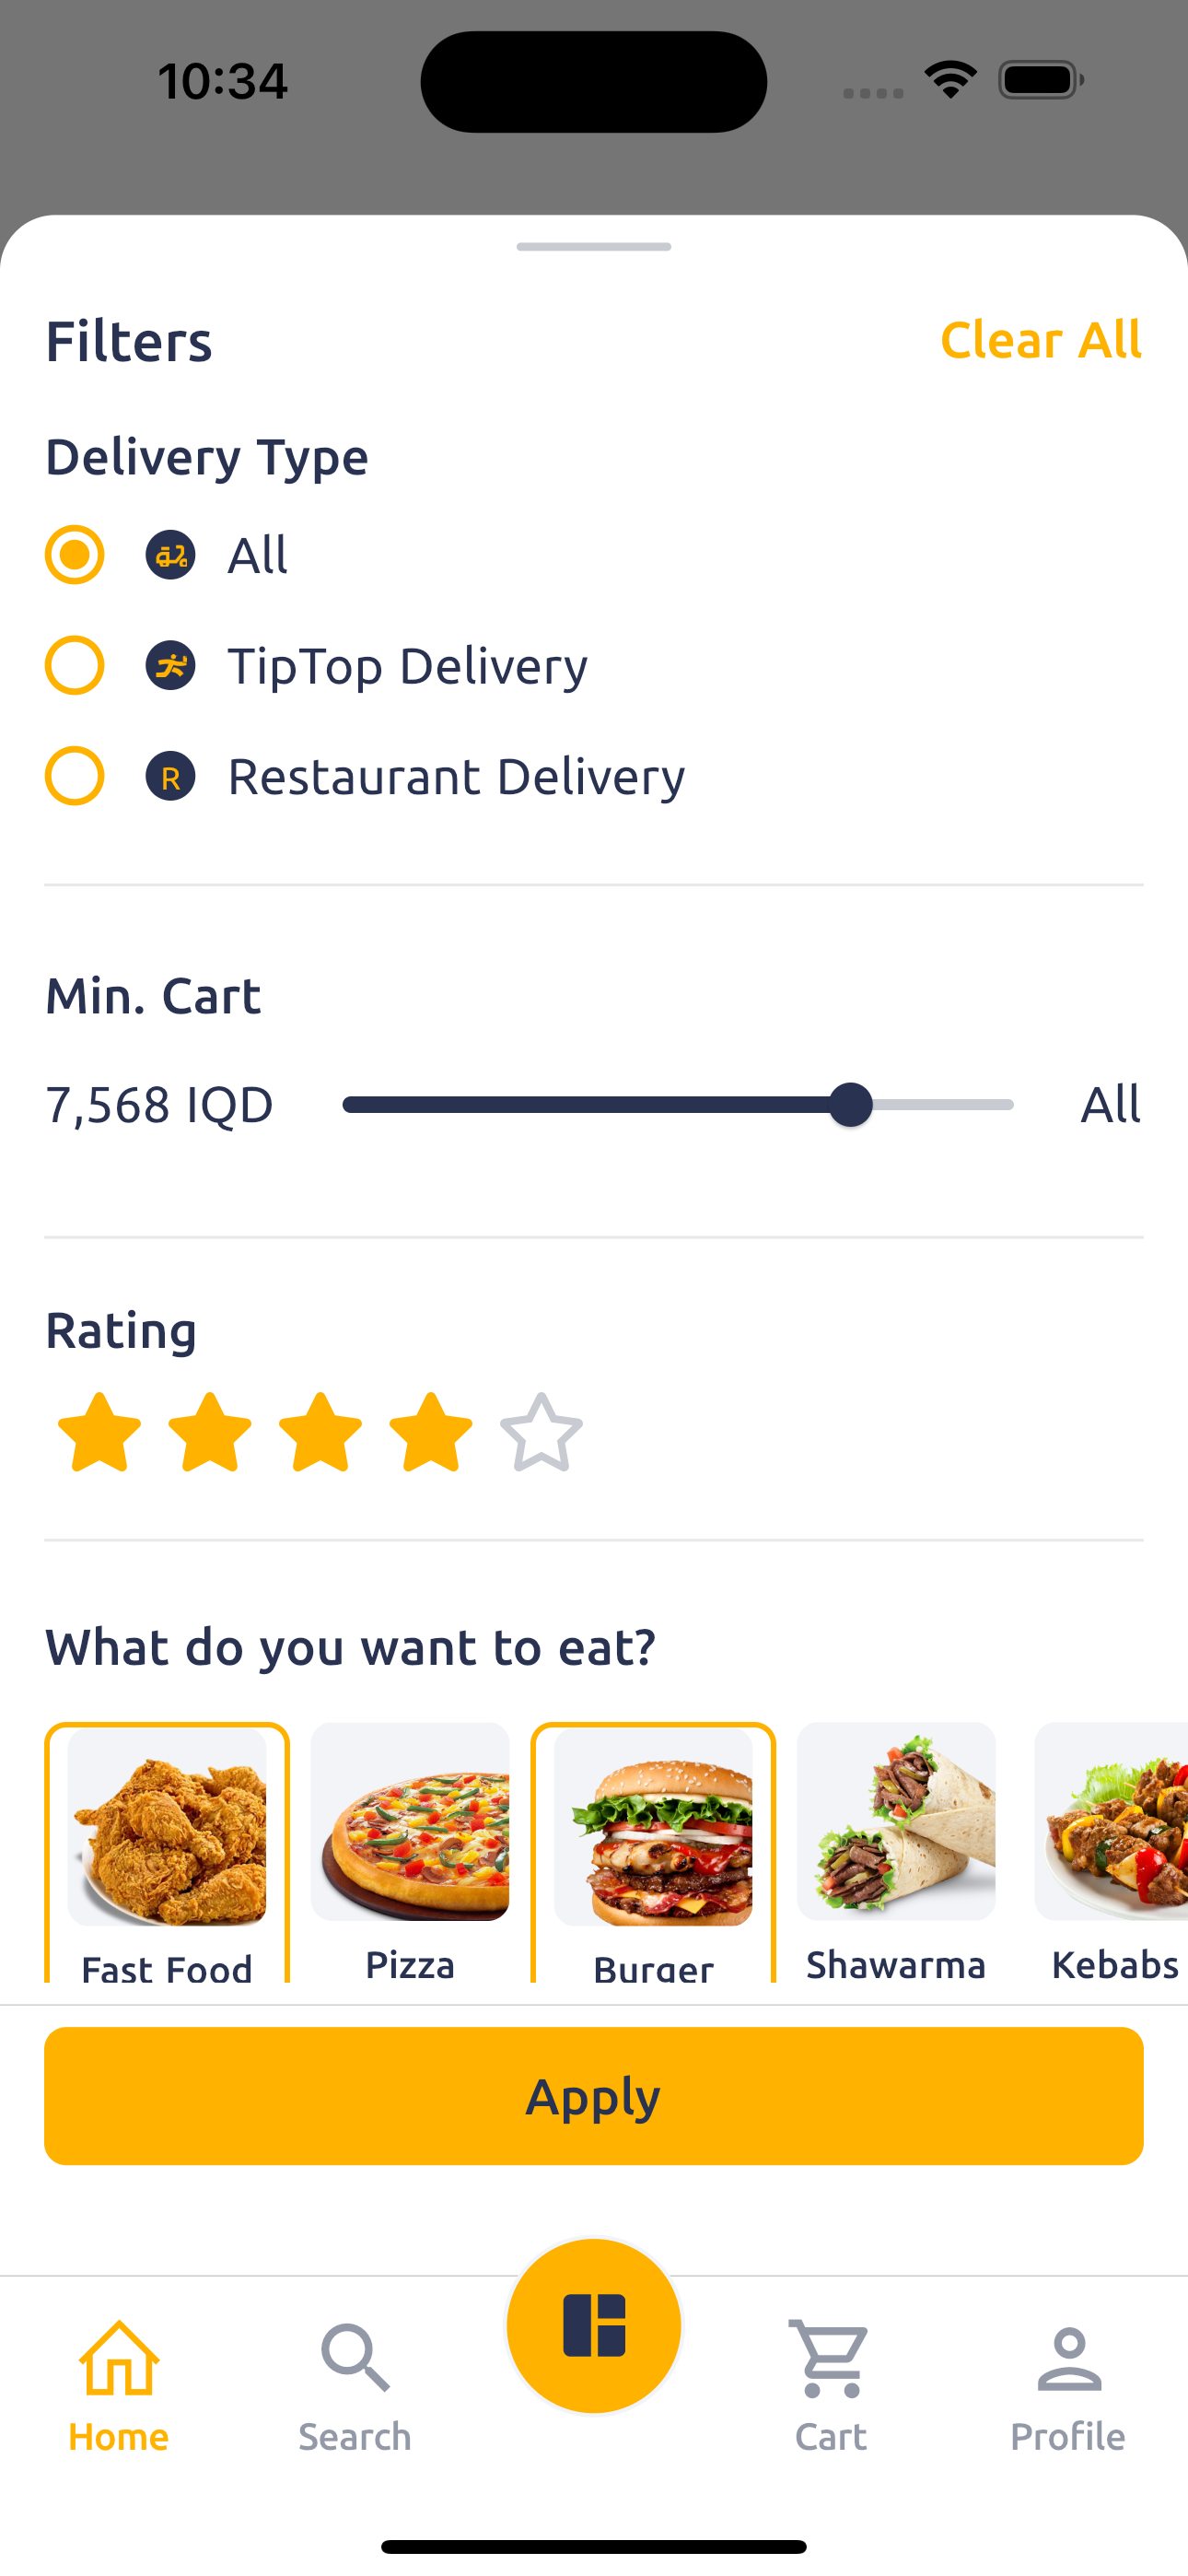 10:34
Filters
Clear All
Delivery Type
All
TipTop Delivery
R Restaurant Delivery
Min. Cart
7,568 IQD
All
Rating
What do you want to eat?
Fast Food
Pizza
Burger
Shawarma
Kebabs
Apply
Home
Search
Cart
Profile